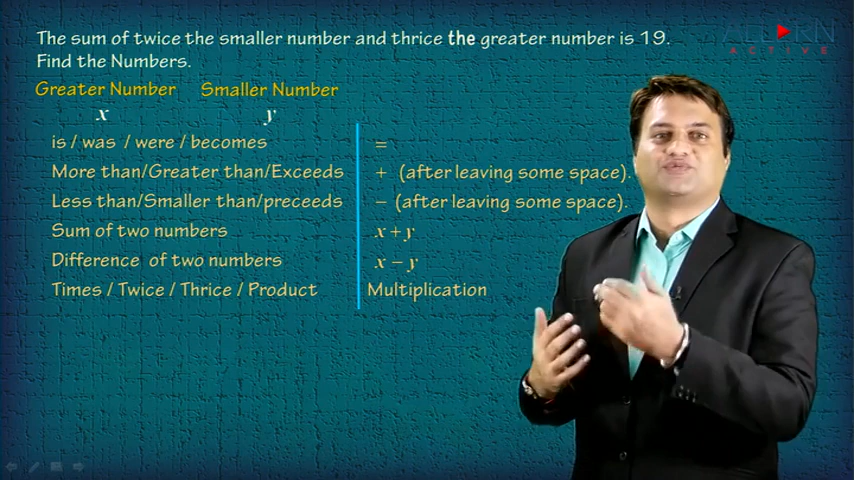 The sum of twice the smaller number and thrice the greater number is 19.
Find the Numbers.
Greater Number Smaller Number
x y
is / was / were / becomes =
More than/Greater than/Exceeds + (after leaving some space).
Less than/Smaller than/preceeds − (after leaving some space).
Sum of two numbers x + y
Difference of two numbers x − y
Times / Twice / Thrice / Product Multiplication
ACTIVE